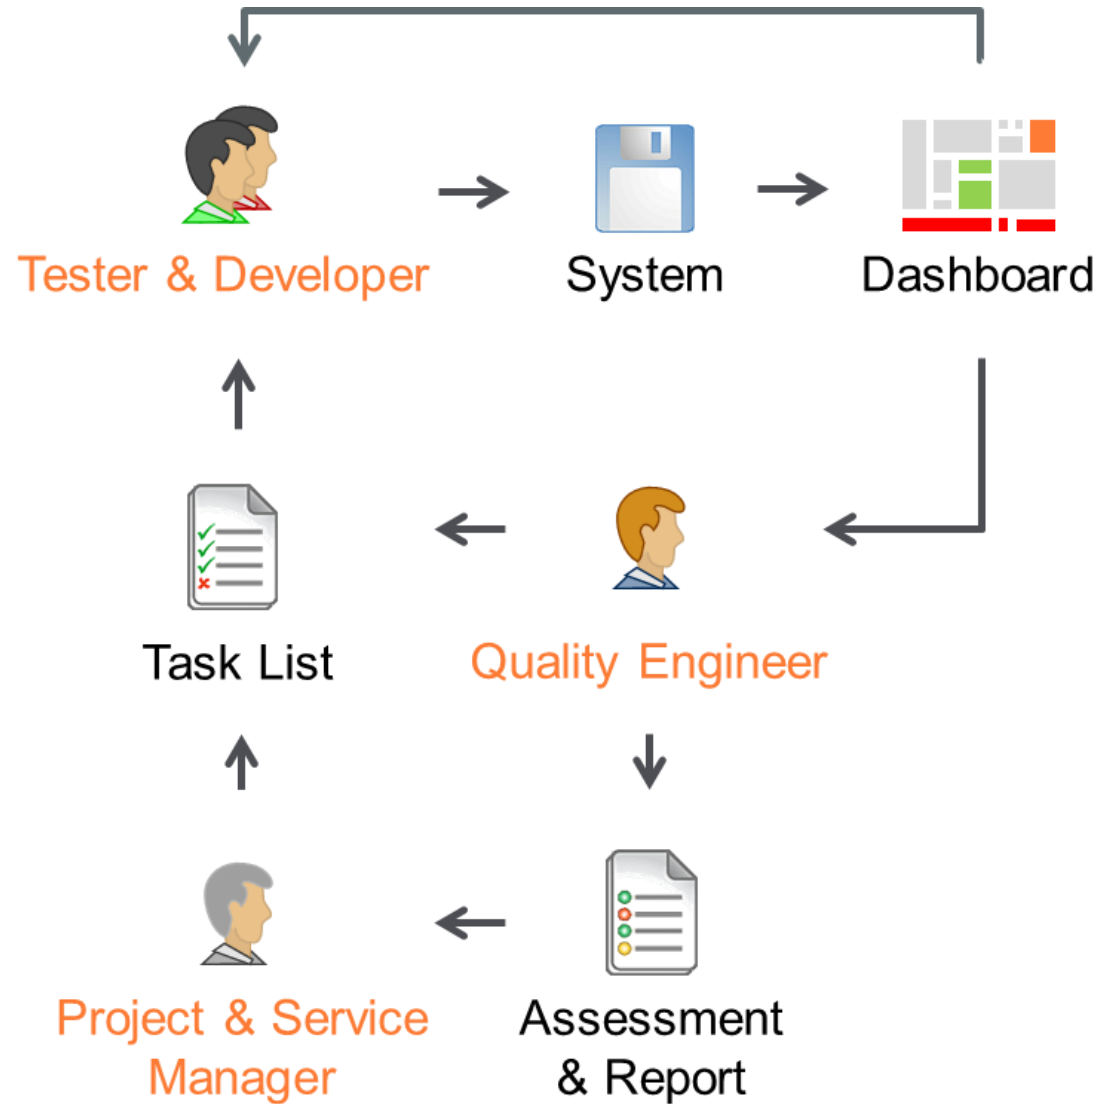 Tester & Developer
System
Dashboard
Task List
Quality Engineer
Project & Service
Manager
Assessment
& Report